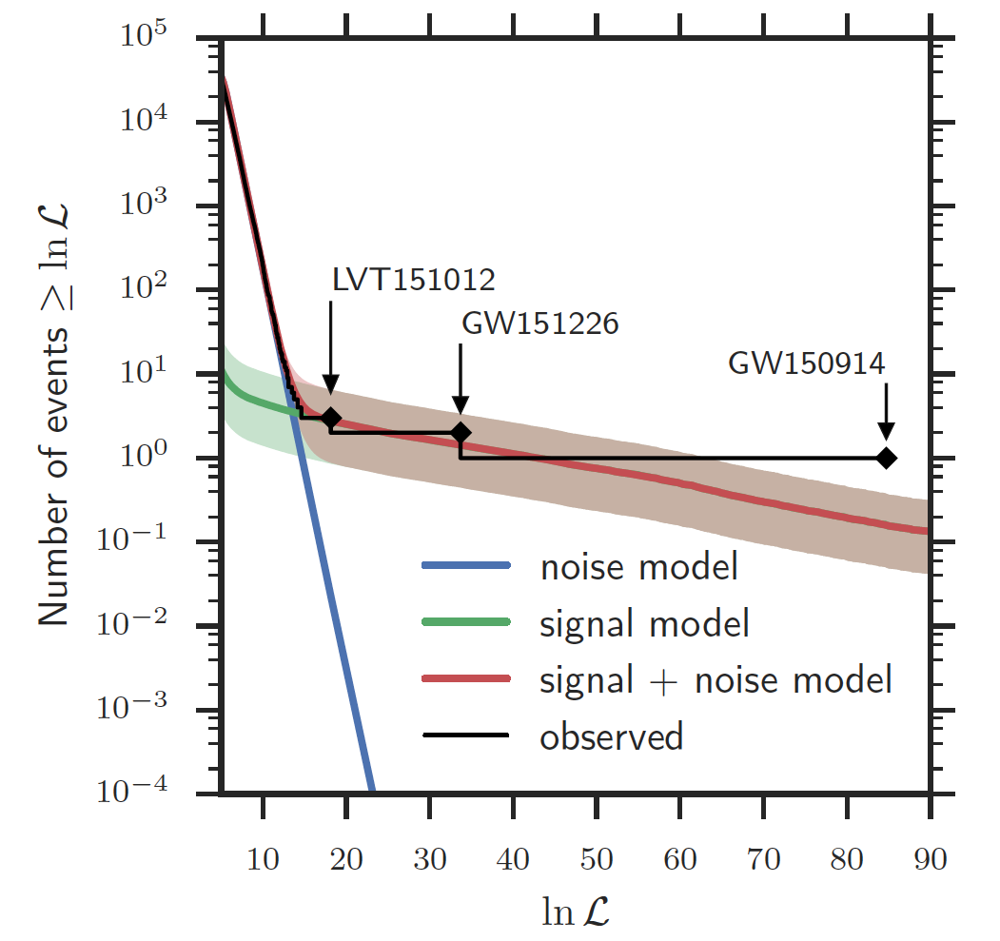 10^5
10^4
10^3
10^2
10^1
10^0
10^−1
10^−2
10^−3
10^−4
Number of events ≥ ln ℒ
LVT151012
GW151226
GW150914
noise model
signal model
signal + noise model
observed
10 20 30 40 50 60 70 80 90
ln ℒ